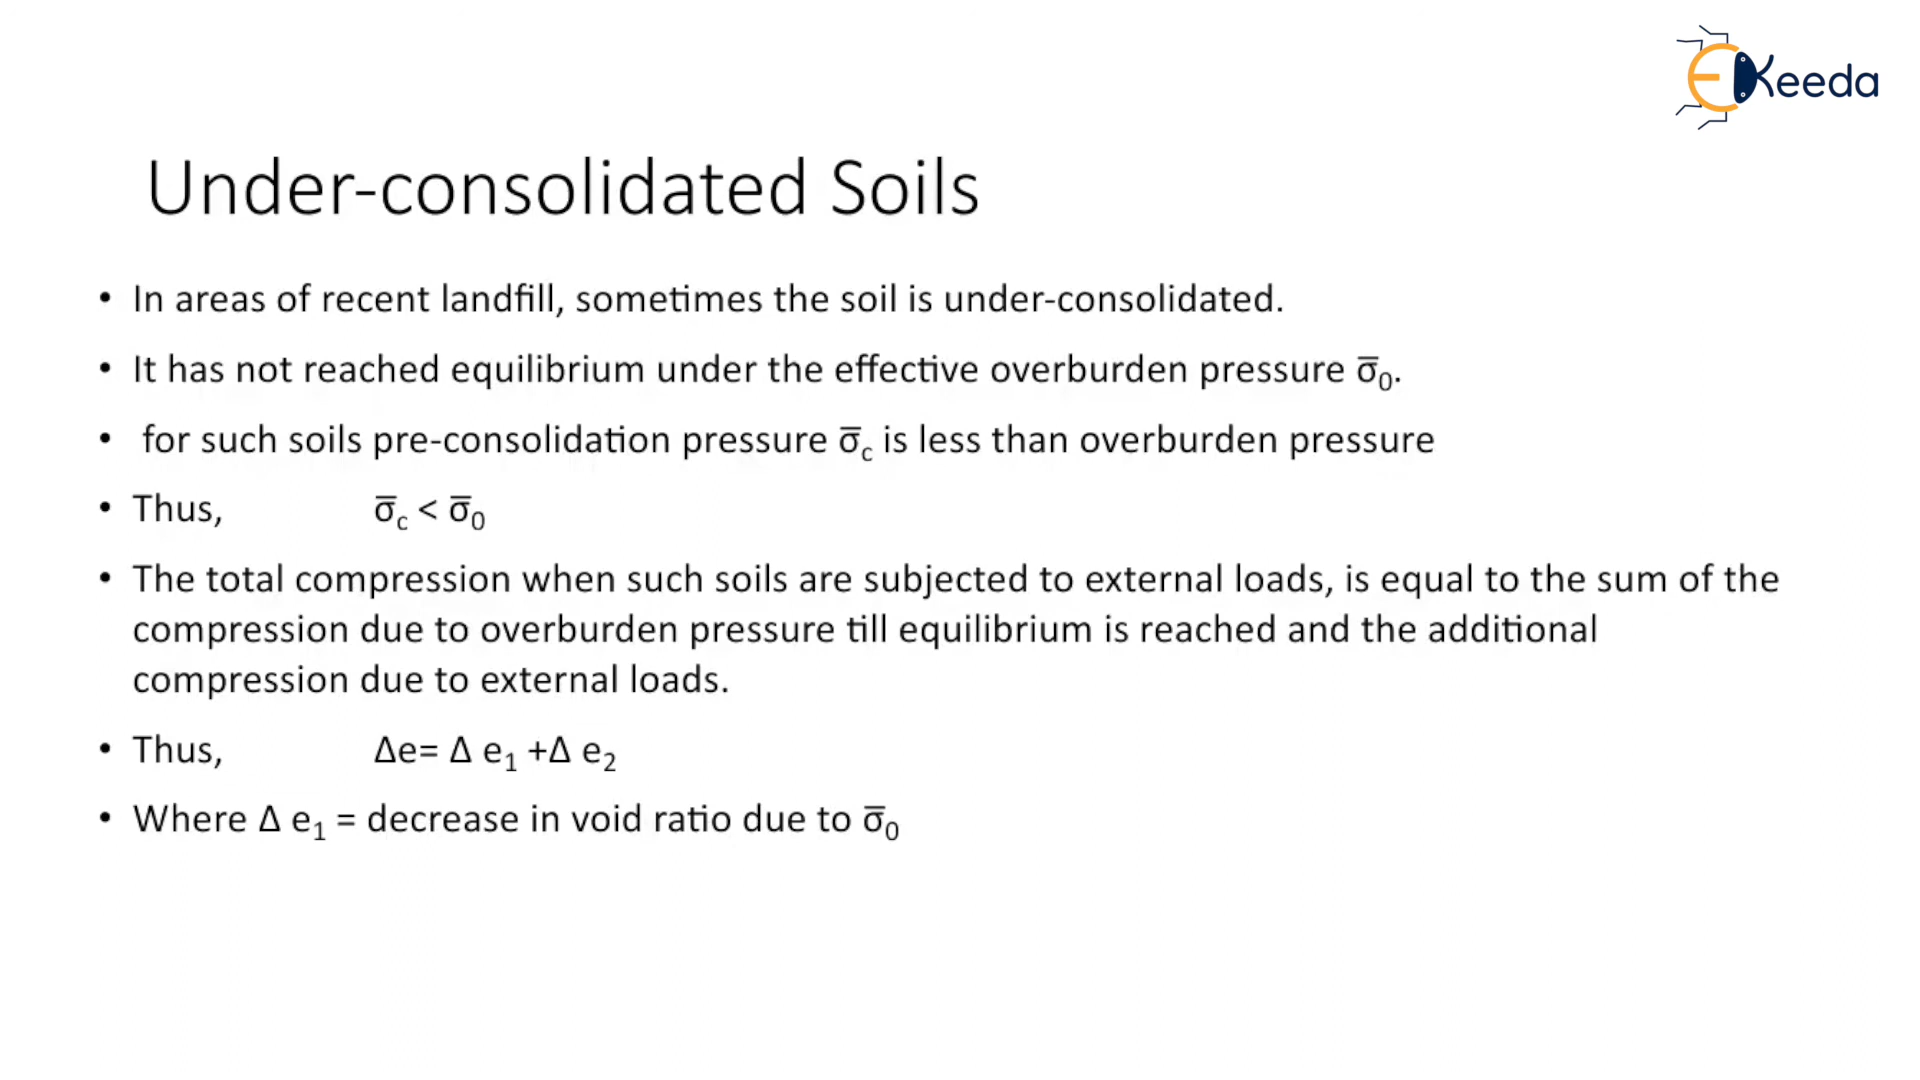 EKeeda
Under-consolidated Soils
• In areas of recent landfill, sometimes the soil is under-consolidated.
• It has not reached equilibrium under the effective overburden pressure σ̅₀.
• for such soils pre-consolidation pressure σ̅c is less than overburden pressure
• Thus, σ̅c < σ̅₀
• The total compression when such soils are subjected to external loads, is equal to the sum of the
compression due to overburden pressure till equilibrium is reached and the additional
compression due to external loads.
• Thus, Δe= Δ e₁ +Δ e₂
• Where Δ e₁ = decrease in void ratio due to σ̅₀